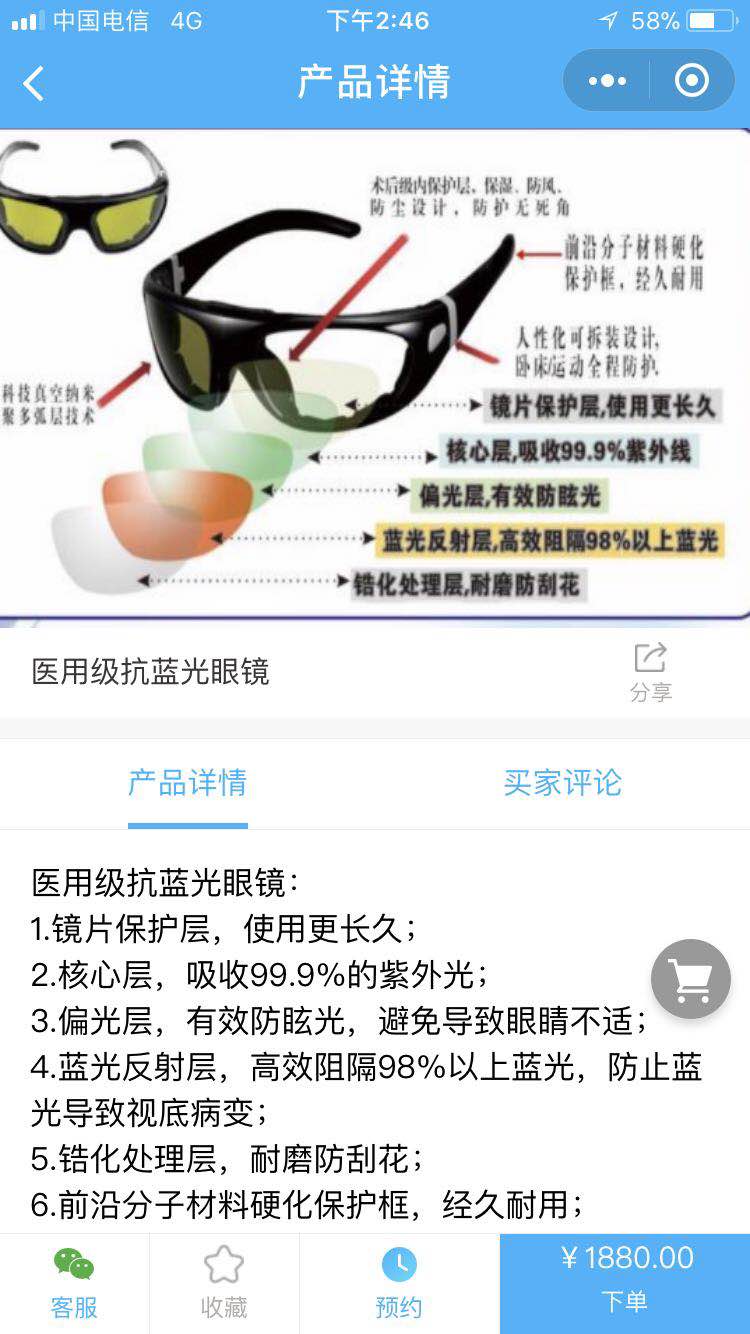 中国电信 4G 下午2:46 58%
产品详情
术后级内保护层、保湿、防风、
防尘设计，防护无死角
前沿分子材料硬化
保护框，经久耐用
人性化可拆装设计,
卧床/运动全程防护.
科技真空纳米
聚多弧层技术
镜片保护层,使用更长久
核心层,吸收99.9%紫外线
偏光层,有效防眩光
蓝光反射层,高效阻隔98%以上蓝光
锆化处理层,耐磨防刮花
医用级抗蓝光眼镜
分享
产品详情 买家评论
医用级抗蓝光眼镜：
1.镜片保护层，使用更长久；
2.核心层，吸收99.9%的紫外光；
3.偏光层，有效防眩光，避免导致眼睛不适；
4.蓝光反射层，高效阻隔98%以上蓝光，防止蓝
光导致视底病变；
5.锆化处理层，耐磨防刮花；
6.前沿分子材料硬化保护框，经久耐用；
客服 收藏 预约
￥1880.00
下单